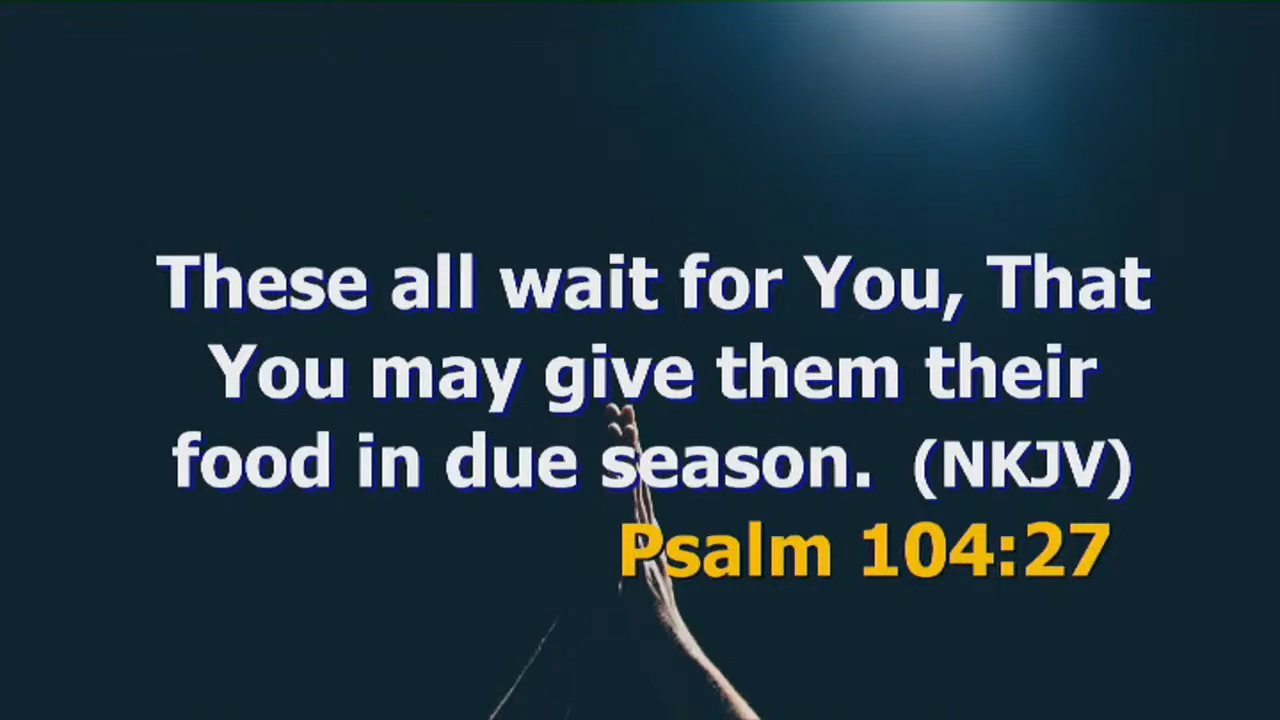 These all wait for You, That
You may give them their
food in due season. (NKJV)
Psalm 104:27